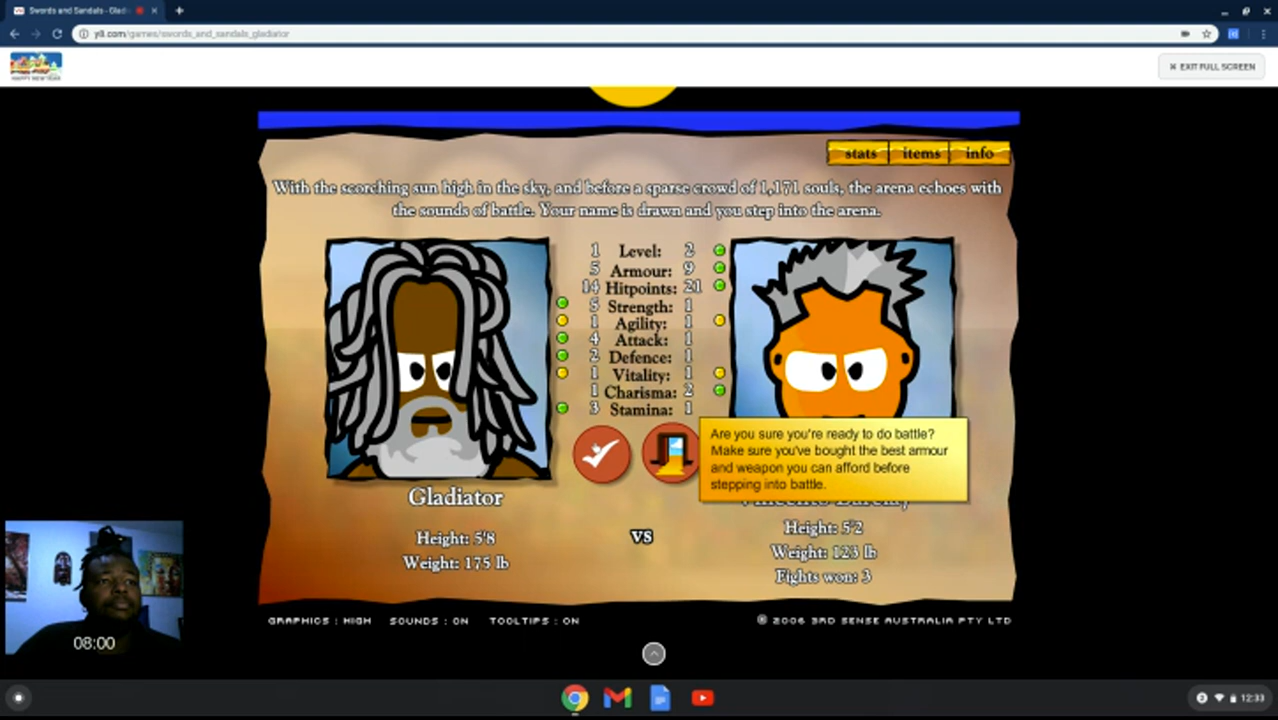 Swords and Sandals - Gladi
y8.com/games/swords_and_sandals_gladiator
EXIT FULL SCREEN
stats items info
With the scorching sun high in the sky, and before a sparse crowd of 1,171 souls, the arena echoes with
the sounds of battle. Your name is drawn and you step into the arena.
1 Level: 2
5 Armour: 9
14 Hitpoints: 21
5 Strength: 1
1 Agility: 1
4 Attack: 1
2 Defence: 1
1 Vitality: 1
1 Charisma: 2
3 Stamina: 1
Are you sure you're ready to do battle?
Make sure you've bought the best armour
and weapon you can afford before
stepping into battle.
Gladiator
Height: 5'8
Weight: 175 lb
VS
Height: 5'2
Weight: 123 lb
Fights won: 3
08:00
GRAPHICS : HIGH SOUNDS : ON TOOLTIPS : ON
© 2006 3RD SENSE AUSTRALIA PTY LTD
12:33